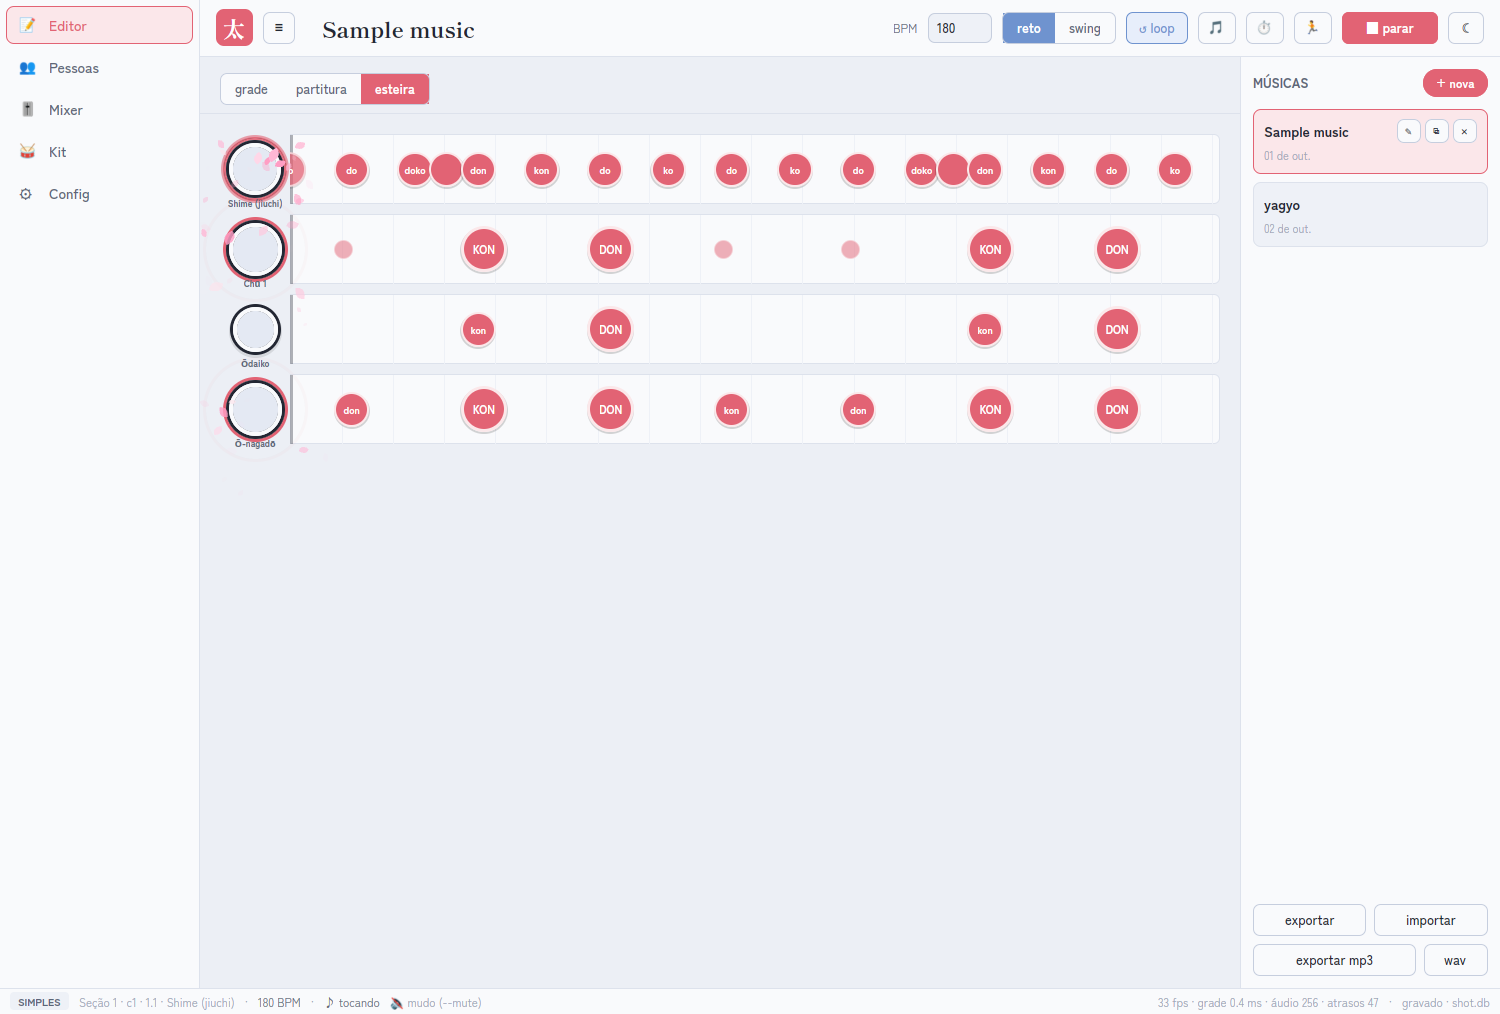 Editor
Pessoas
Mixer
Kit
Config
太
Sample music
BPM 180 reto swing ↺ loop parar
grade partitura esteira
do doko don kon do ko do ko do doko don kon do ko
Shime (jiuchi)
KON DON KON DON
Chū 1
kon DON kon DON
Ōdaiko
don KON DON kon don KON DON
Ō-nagadō
MÚSICAS
+ nova
Sample music
01 de out.
yagyo
02 de out.
exportar importar
exportar mp3 wav
SIMPLES Seção 1 · c1 · 1.1 · Shime (jiuchi) · 180 BPM · ♪ tocando mudo (--mute)
33 fps · grade 0.4 ms · áudio 256 · atrasos 47 · gravado · shot.db